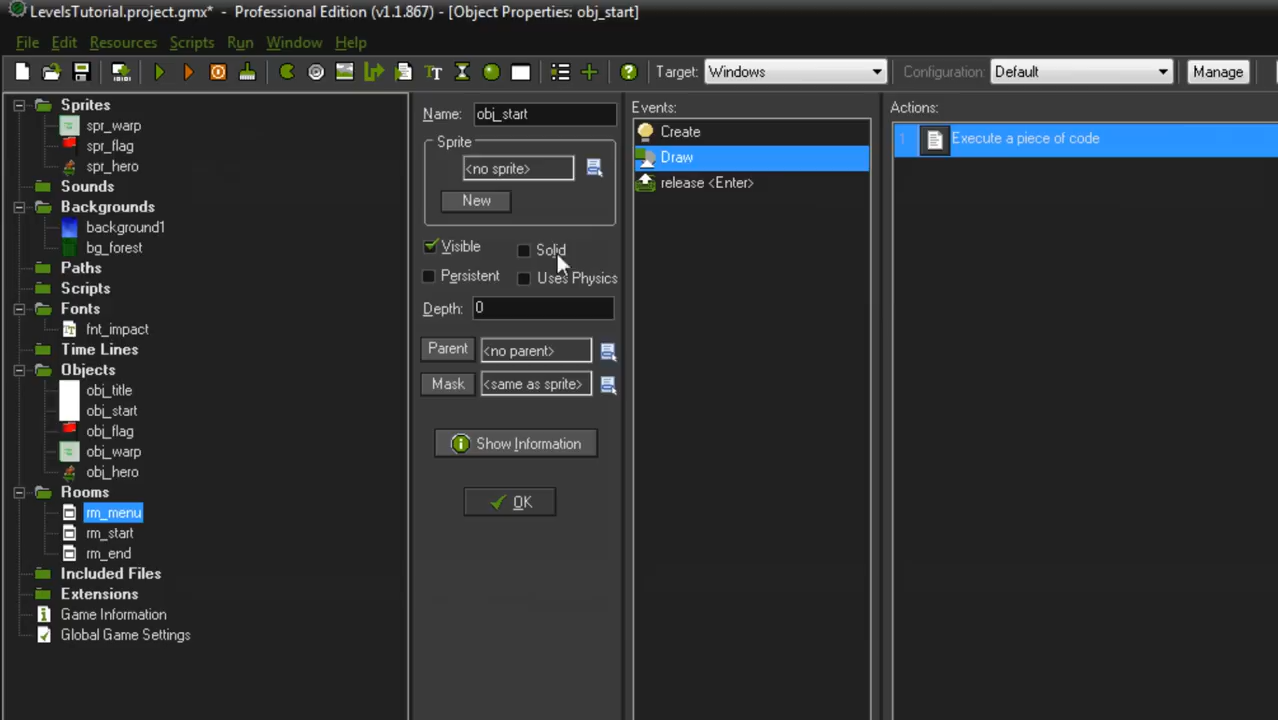 LevelsTutorial.project.gmx* - Professional Edition (v1.1.867) - [Object Properties: obj_start]
File Edit Resources Scripts Run Window Help
Target: Windows Configuration: Default Manage
Sprites
spr_warp
spr_flag
spr_hero
Sounds
Backgrounds
background1
bg_forest
Paths
Scripts
Fonts
fnt_impact
Time Lines
Objects
obj_title
obj_start
obj_flag
obj_warp
obj_hero
Rooms
rm_menu
rm_start
rm_end
Included Files
Extensions
Game Information
Global Game Settings
Name: obj_start
Sprite
<no sprite>
New
Visible Solid
Persistent Uses Physics
Depth: 0
Parent <no parent>
Mask <same as sprite>
Show Information
OK
Events:
Create
Draw
release <Enter>
Actions:
1 Execute a piece of code